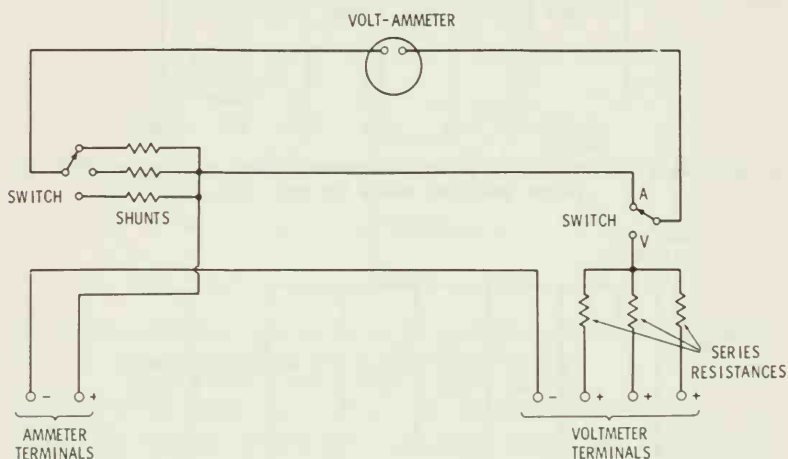 VOLT-AMMETER
SWITCH
SHUNTS
A
SWITCH
V
SERIES
RESISTANCES
- + - + + +
AMMETER
TERMINALS
VOLTMETER
TERMINALS